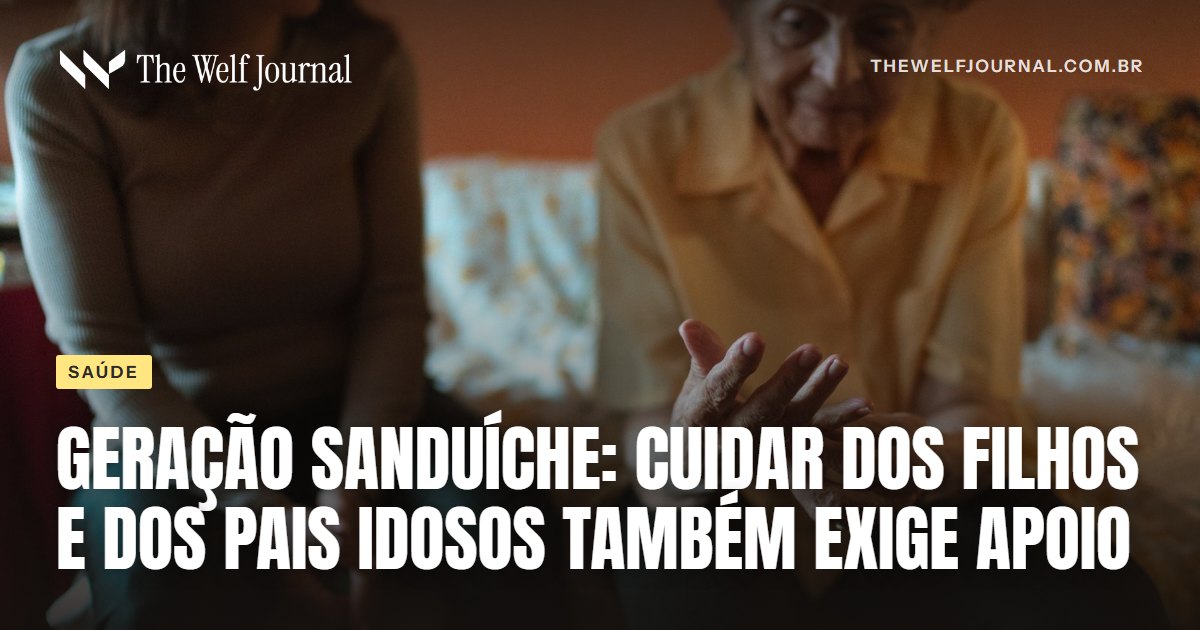 The Welf Journal
THEWELFJOURNAL.COM.BR
SAÚDE
GERAÇÃO SANDUÍCHE: CUIDAR DOS FILHOS
E DOS PAIS IDOSOS TAMBÉM EXIGE APOIO